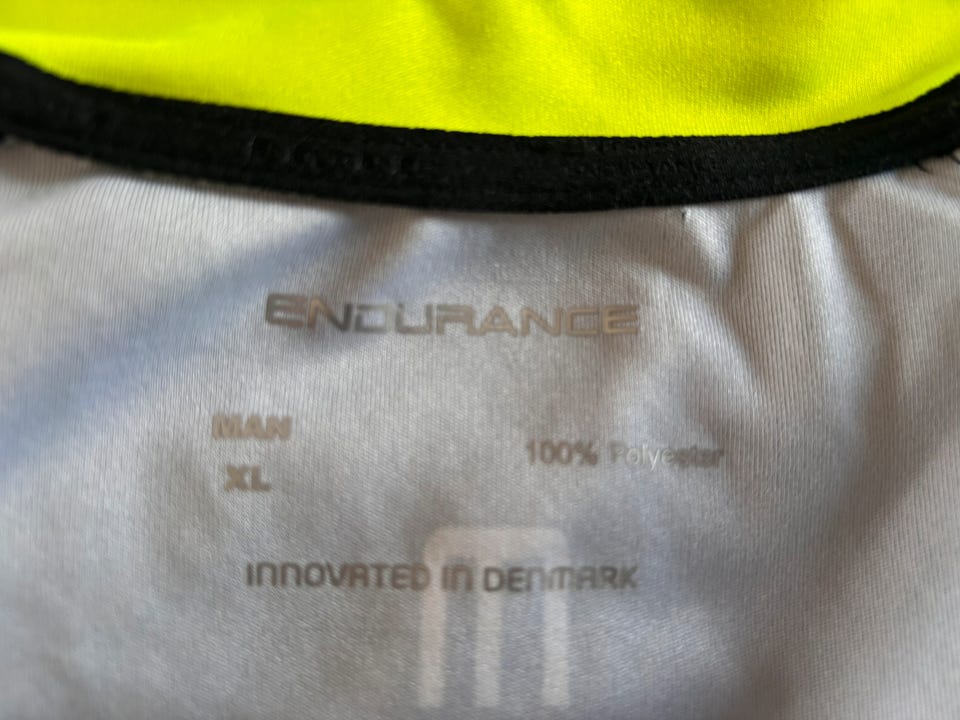 ENDURANCE
MAN
100% Polyester
XL
INNOVATED IN DENMARK